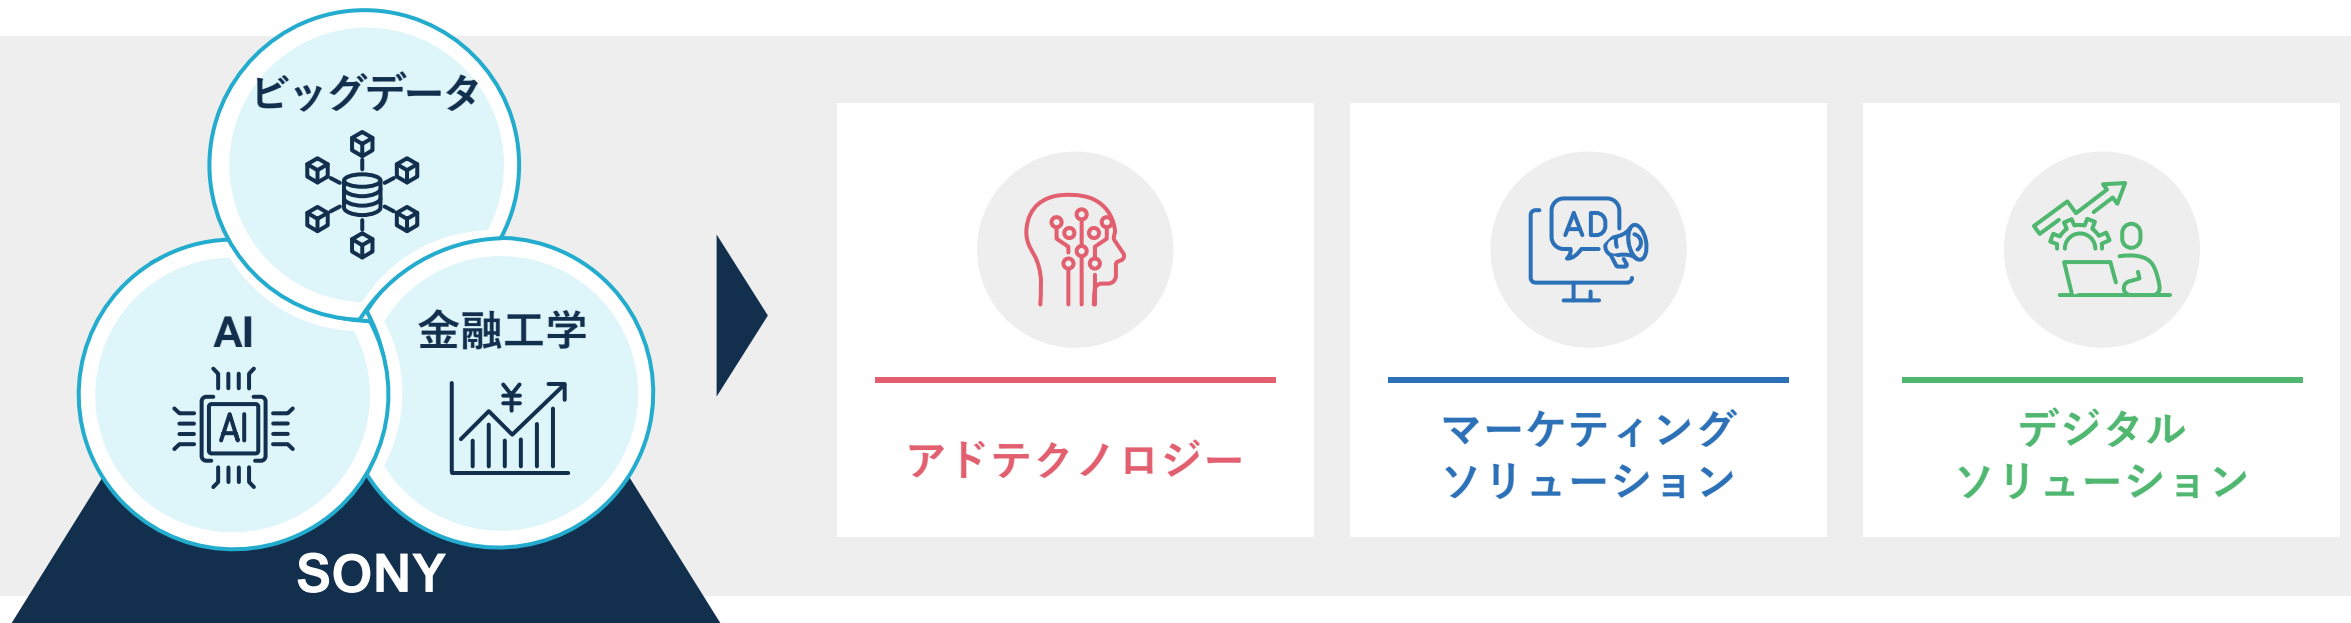 ビッグデータ
AI
AI
金融工学
¥
SONY
AD
アドテクノロジー
マーケティング
ソリューション
デジタル
ソリューション